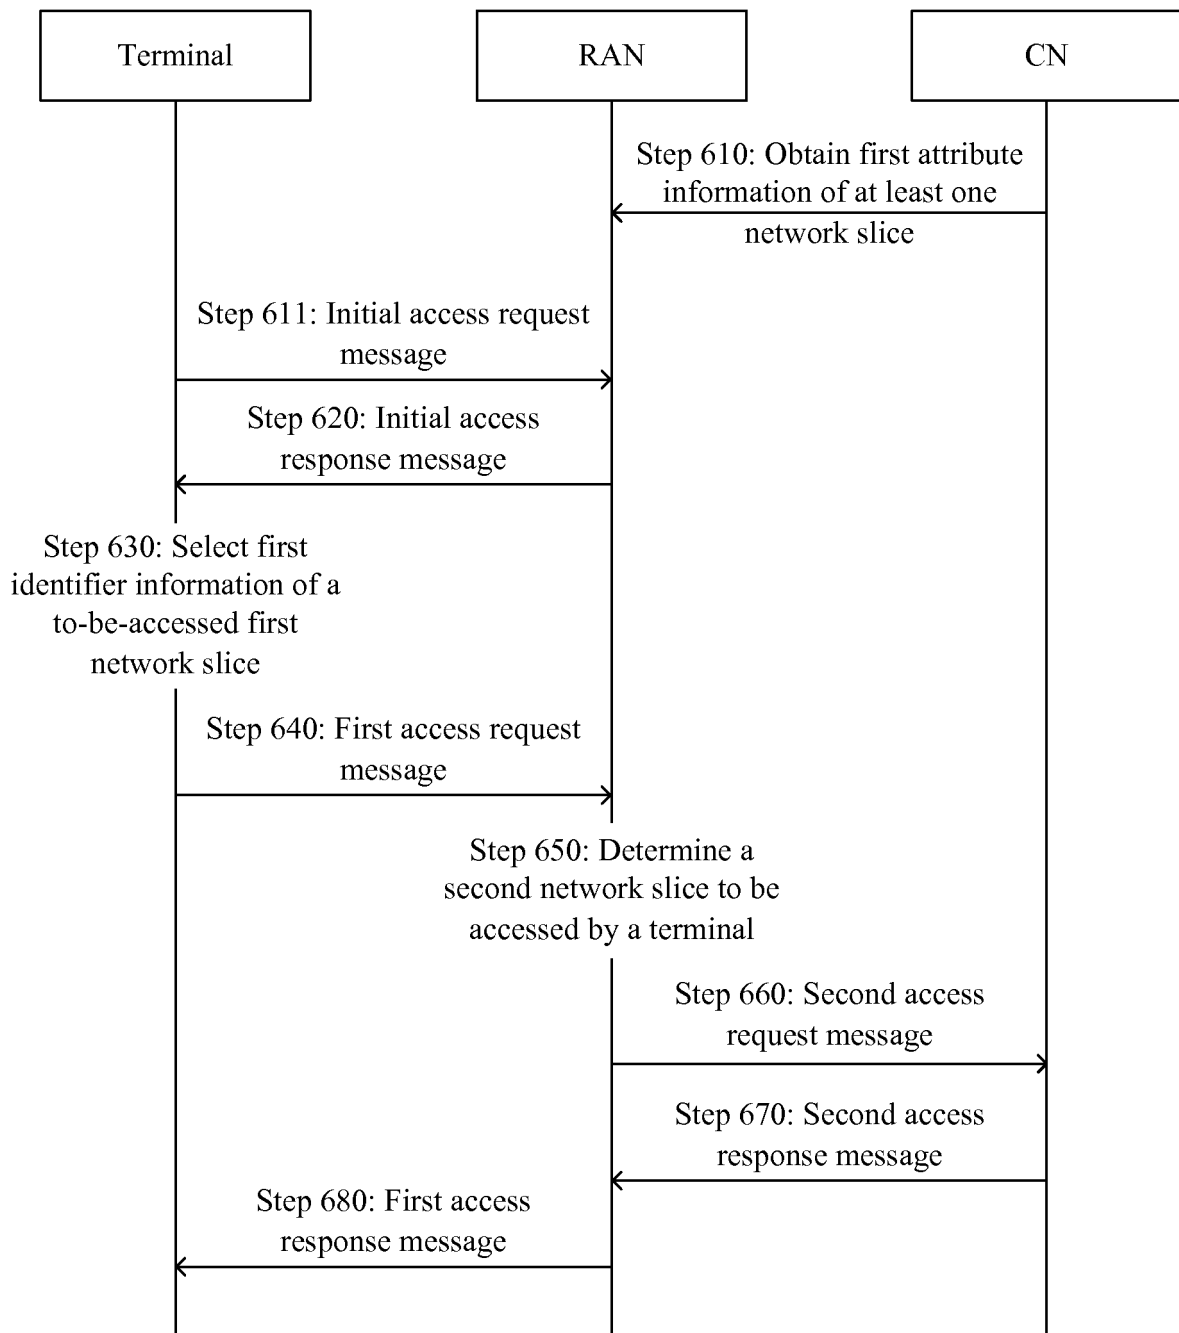 Terminal
RAN
CN
Step 610: Obtain first attribute
information of at least one
network slice
Step 611: Initial access request
message
Step 620: Initial access
response message
Step 630: Select first
identifier information of a
to-be-accessed first
network slice
Step 640: First access request
message
Step 650: Determine a
second network slice to be
accessed by a terminal
Step 660: Second access
request message
Step 670: Second access
response message
Step 680: First access
response message